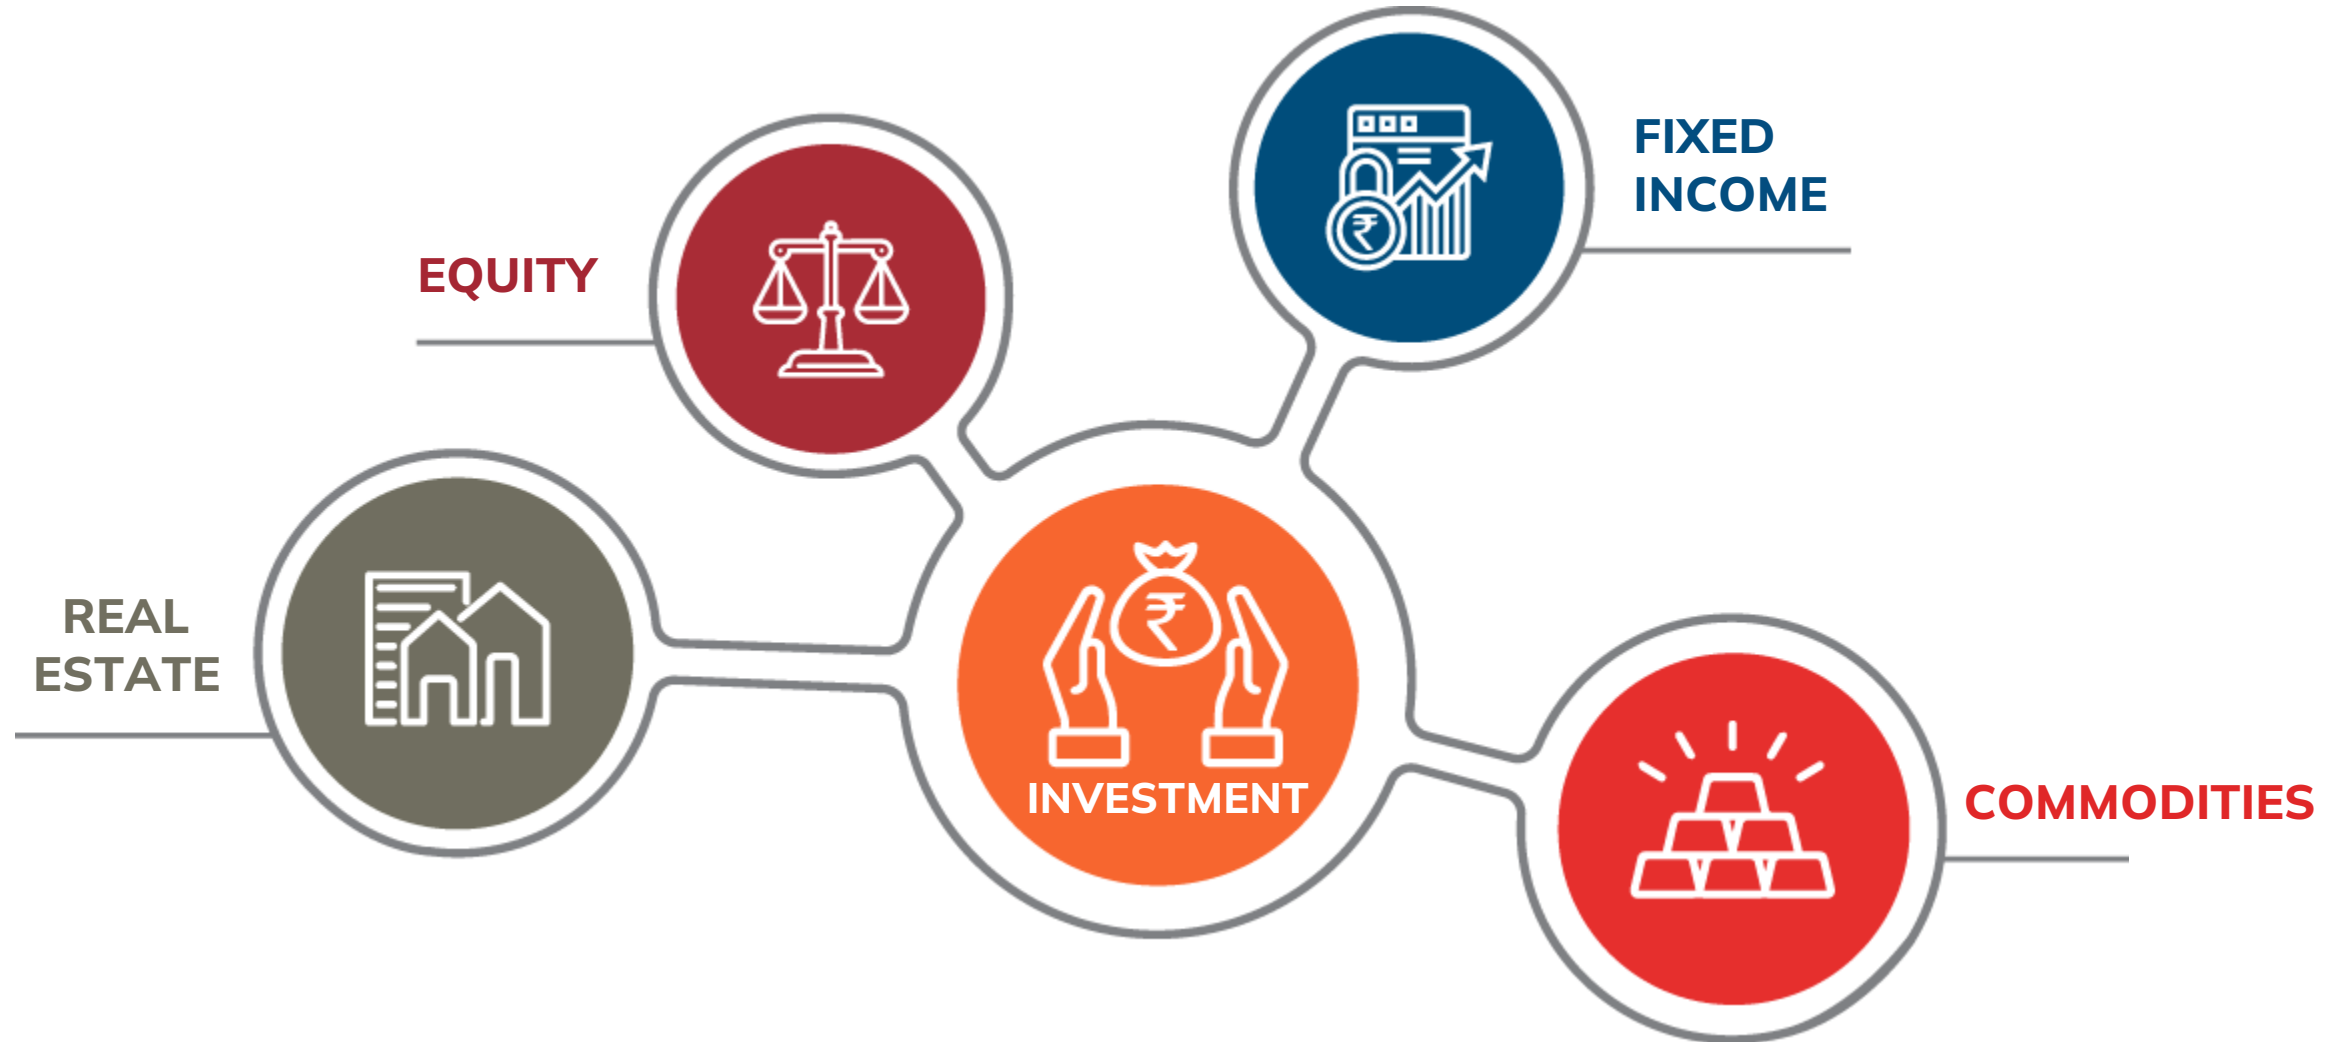 FIXED
INCOME
₹
EQUITY
REAL
ESTATE
₹
INVESTMENT
COMMODITIES